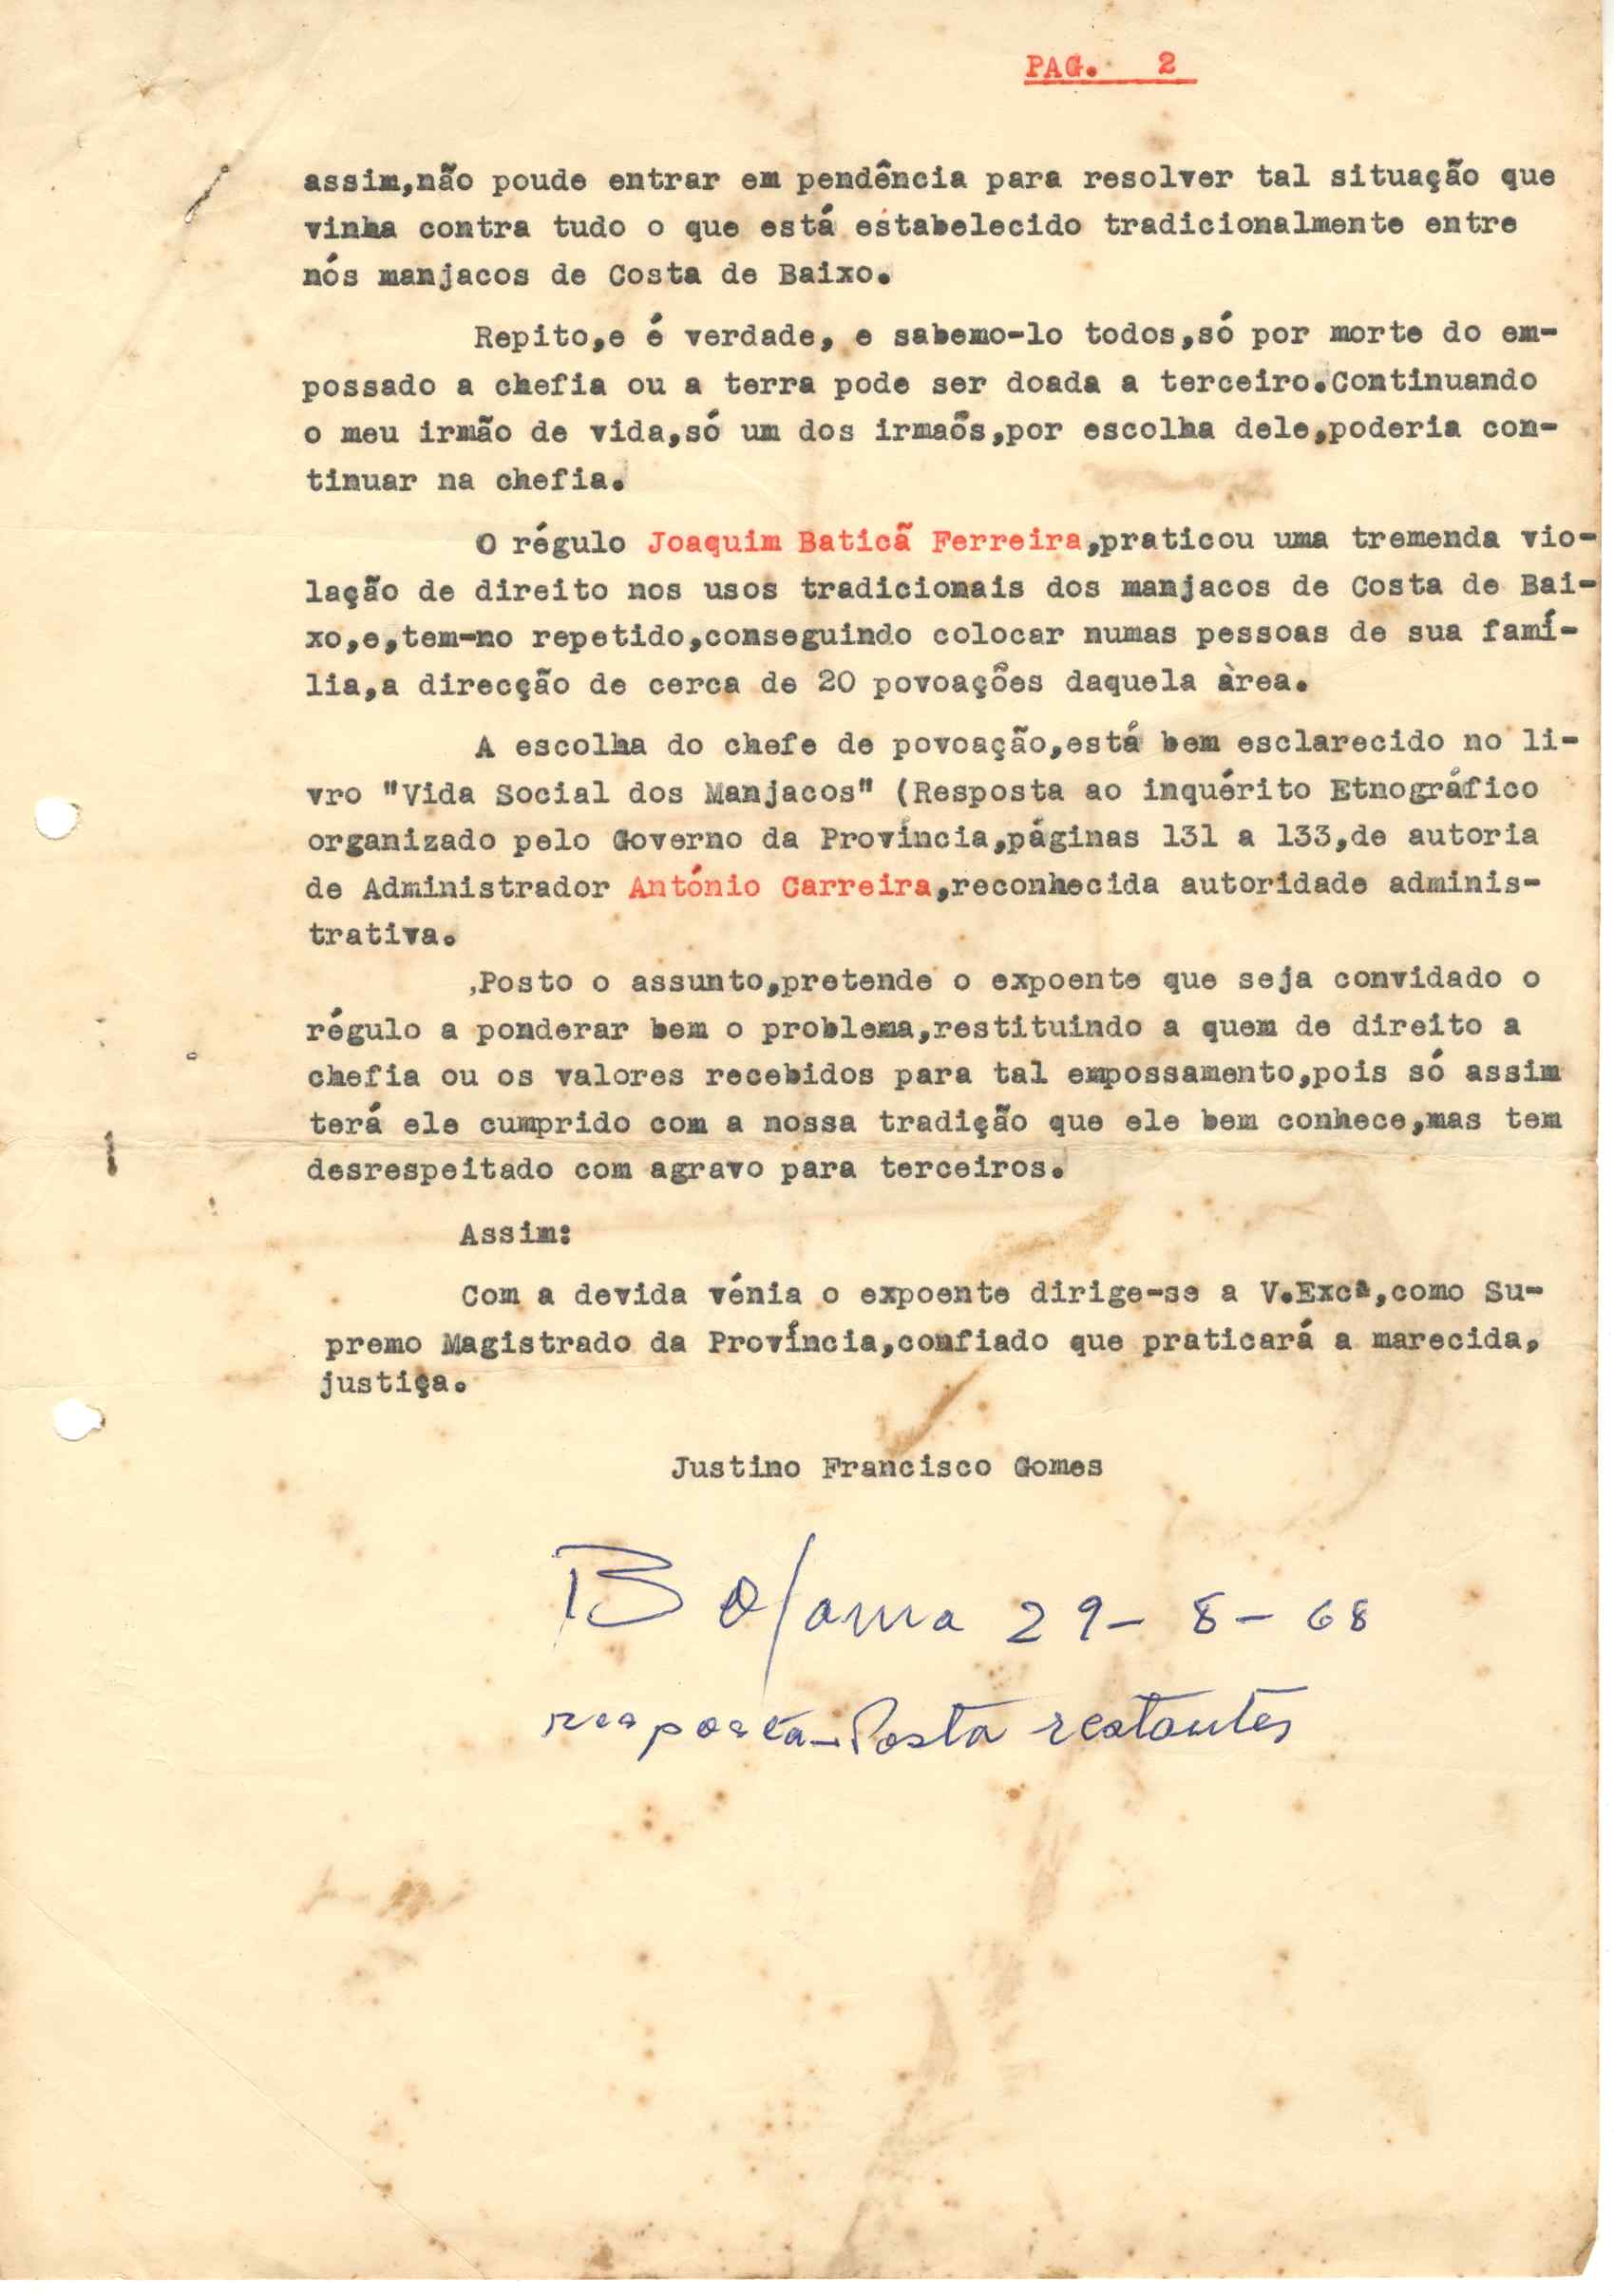 PAG. 2
assim,não poude entrar em pendência para resolver tal situação que
vinha contra tudo o que está estabelecido tradicionalmente entre
nós manjacos de Costa de Baixo.
Repito,e é verdade, e sabemo-lo todos,só por morte do em-
possado a chefia ou a terra pode ser doada a terceiro.Continuando
o meu irmão de vida,só um dos irmaõs,por escolha dele,poderia con-
tinuar na chefia.
O régulo Joaquim Baticã Ferreira,praticou uma tremenda vio-
lação de direito nos usos tradicionais dos manjacos de Costa de Bai-
xo,e,tem-no repetido,conseguindo colocar numas pessoas de sua famí-
lia,a direcção de cerca de 20 povoações daquela àrea.
A escolha do chefe de povoação,está bem esclarecido no li-
vro "Vida Social dos Manjacos" (Resposta ao inquérito Etnográfico
organizado pelo Governo da Província,páginas 131 a 133,de autoria
de Administrador António Carreira,reconhecida autoridade adminis-
trativa.
,Posto o assunto,pretende o expoente que seja convidado o
régulo a ponderar bem o problema,restituindo a quem de direito a
chefia ou os valores recebidos para tal empossamento,pois só assim
terá ele cumprido com a nossa tradição que ele bem conhece,mas tem
desrespeitado com agravo para terceiros.
Assim:
Com a devida vénia o expoente dirige-se a V.Excª,como Su-
premo Magistrado da Província,confiado que praticará a marecida,
justiça.
Justino Francisco Gomes
Bolama 29-8-68
resposta-Posta restantes